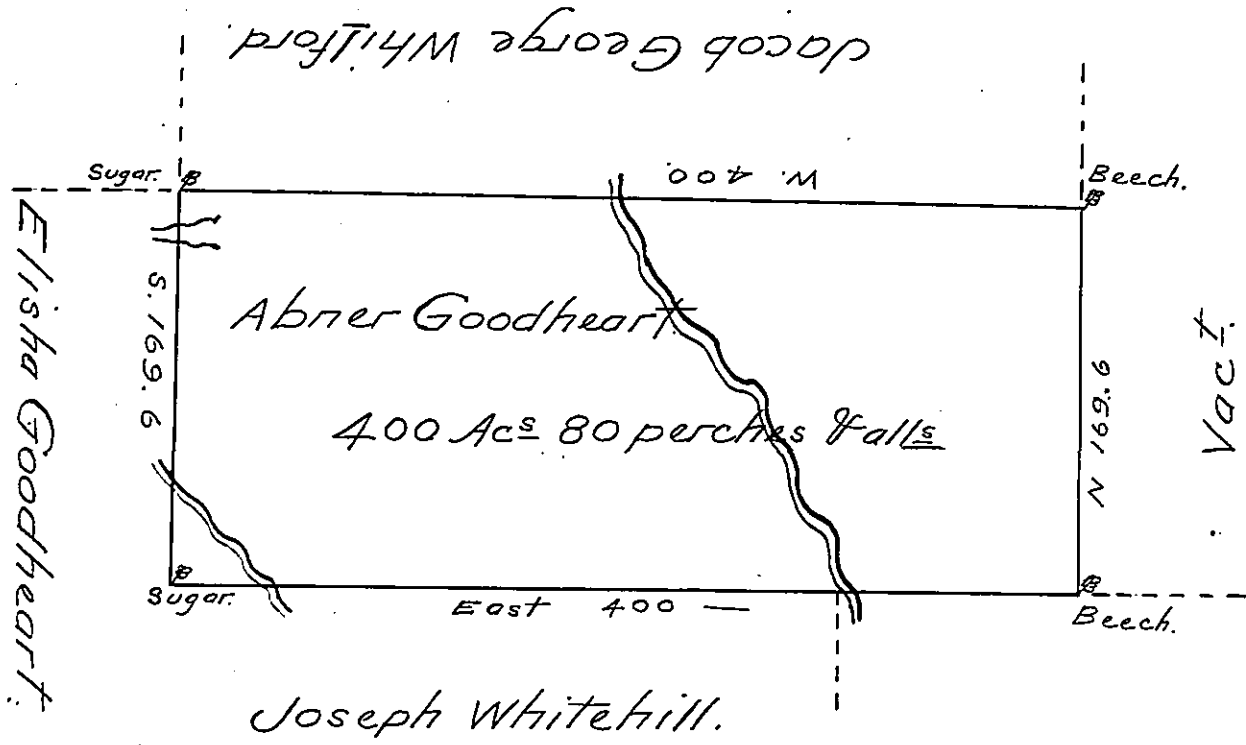 Jacob George Whilford.
Sugar.
W. 400.
Beech.
Elisha Goodheart.
S. 169.6
Abner Goodheart.
400 Acs 80 perches &allS
N 169.6
Vact.
Sugar.
East 400 —
Beech.
Joseph Whitehill.